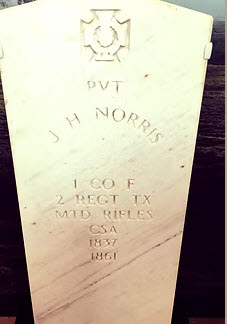 PVT
J H NORRIS
1 CO F
2 REGT TX
MTD RIFLES
CSA
1837
1861